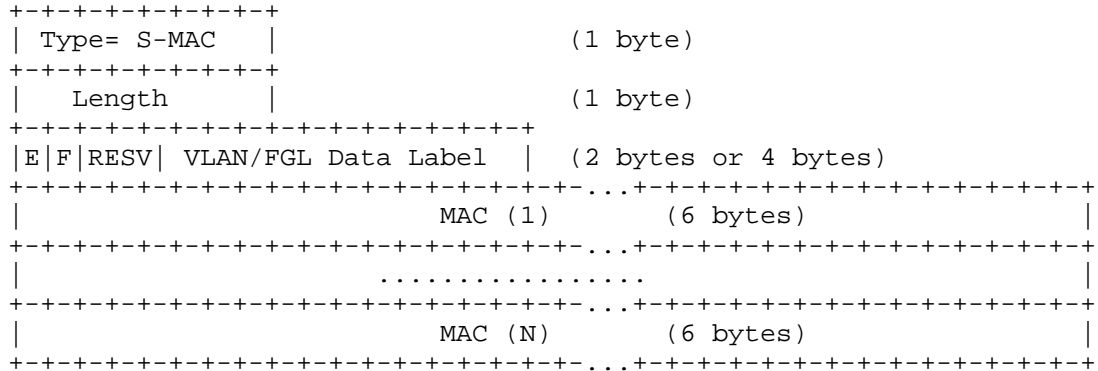 +-+-+-+-+-+-+-+-+
| Type= S-MAC   |                  (1 byte)
+-+-+-+-+-+-+-+-+
|   Length      |                  (1 byte)
+-+-+-+-+-+-+-+-+-+-+-+-+-+-+-+-+
|E|F|RESV| VLAN/FGL Data Label  |  (2 bytes or 4 bytes)
+-+-+-+-+-+-+-+-+-+-+-+-+-+-+-+-+-+-...+-+-+-+-+-+-+-+-+-+-+-+-+-+-+
|                          MAC (1)       (6 bytes)                 |
+-+-+-+-+-+-+-+-+-+-+-+-+-+-+-+-+-+-...+-+-+-+-+-+-+-+-+-+-+-+-+-+-+
|                      .................                           |
+-+-+-+-+-+-+-+-+-+-+-+-+-+-+-+-+-+-...+-+-+-+-+-+-+-+-+-+-+-+-+-+-+
|                          MAC (N)       (6 bytes)                 |
+-+-+-+-+-+-+-+-+-+-+-+-+-+-+-+-+-+-...+-+-+-+-+-+-+-+-+-+-+-+-+-+-+